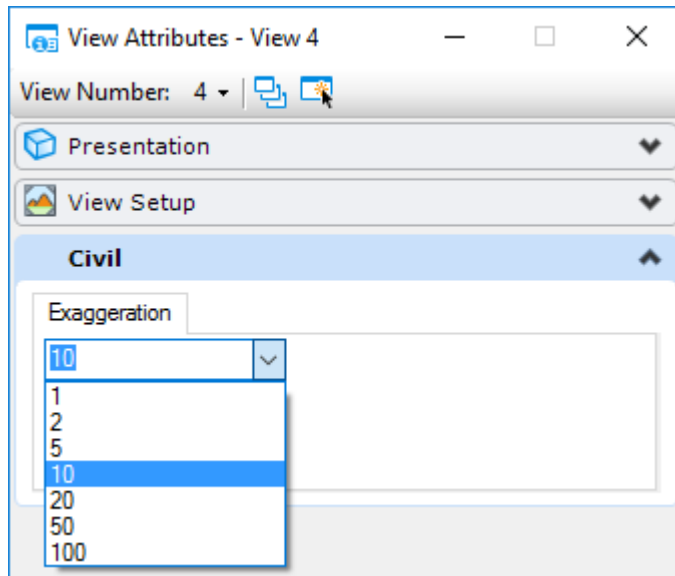 View Attributes - View 4
View Number: 4
Presentation
View Setup
Civil
Exaggeration
10
1
2
5
10
20
50
100